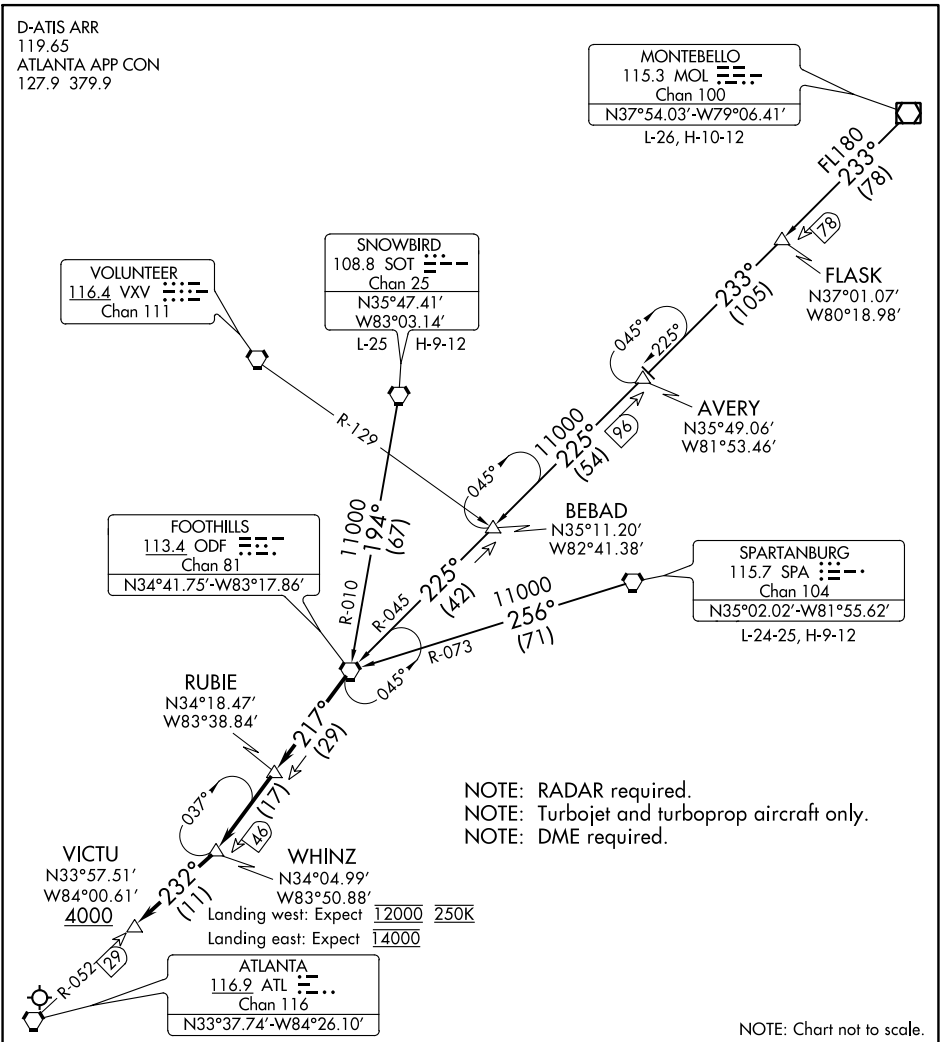 D-ATIS ARR
119.65
ATLANTA APP CON
127.9 379.9
MONTEBELLO
115.3 MOL
Chan 100
N37°54.03'-W79°06.41'
L-26, H-10-12
FL180
233°
(78)
78
FLASK
N37°01.07'
W80°18.98'
233°
(105)
SNOWBIRD
108.8 SOT
Chan 25
N35°47.41'
W83°03.14'
L-25 H-9-12
VOLUNTEER
116.4 VXV
Chan 111
045°
225°
AVERY
N35°49.06'
W81°53.46'
96
R-129
11000
225°
(54)
045°
BEBAD
N35°11.20'
W82°41.38'
11000
194°
(67)
R-010
FOOTHILLS
113.4 ODF
Chan 81
N34°41.75'-W83°17.86'
R-045
225°
(42)
SPARTANBURG
115.7 SPA
Chan 104
N35°02.02'-W81°55.62'
L-24-25, H-9-12
11000
256°
(71)
R-073
045°
RUBIE
N34°18.47'
W83°38.84'
217°
(29)
NOTE: RADAR required.
NOTE: Turbojet and turboprop aircraft only.
NOTE: DME required.
037°
(17)
46
WHINZ
N34°04.99'
W83°50.88'
Landing west: Expect 12000 250K
Landing east: Expect 14000
VICTU
N33°57.51'
W84°00.61'
4000
232°
(11)
R-052
29
ATLANTA
116.9 ATL
Chan 116
N33°37.74'-W84°26.10'
NOTE: Chart not to scale.